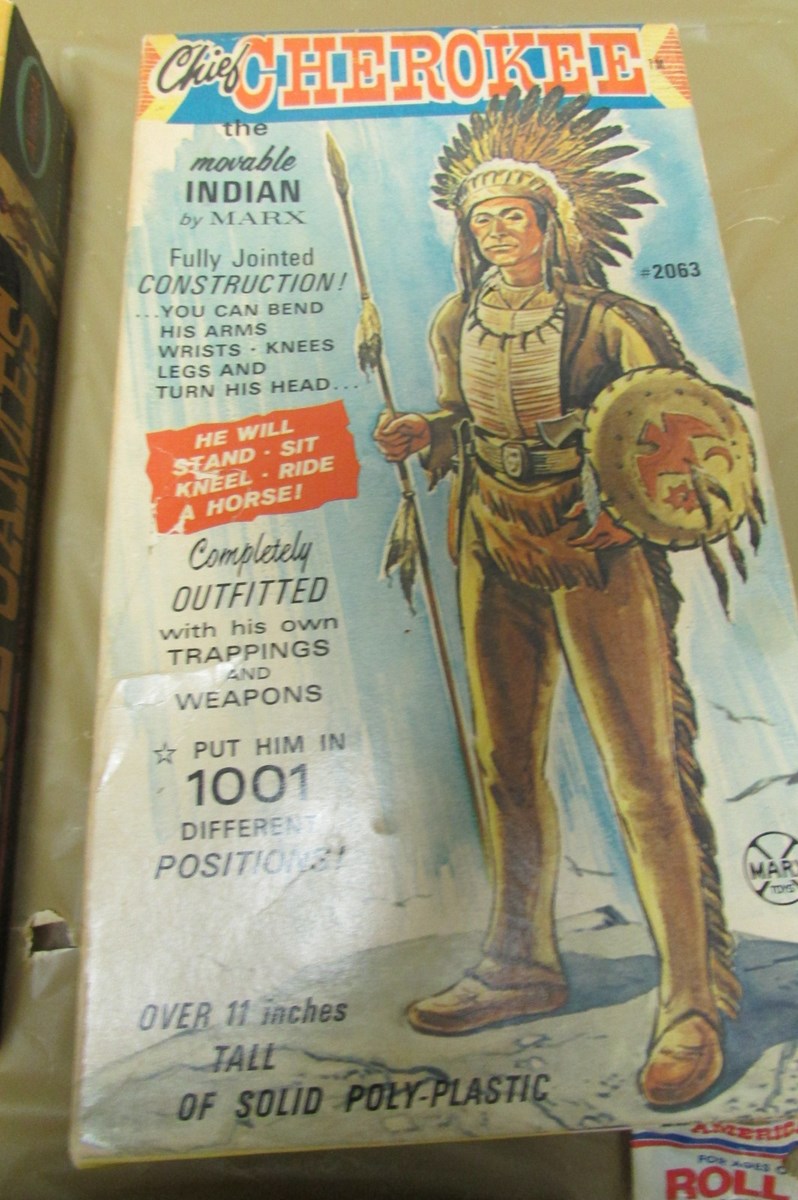 Chief CHEROKEE
the
movable
INDIAN
by MARX
#2063
Fully Jointed
CONSTRUCTION!
...YOU CAN BEND
HIS ARMS
WRISTS · KNEES
LEGS AND
TURN HIS HEAD...
HE WILL
STAND · SIT
KNEEL · RIDE
A HORSE!
Completely
OUTFITTED
with his own
TRAPPINGS
AND
WEAPONS
☆ PUT HIM IN
1001
DIFFERENT
POSITIONS!
MARX
TOYS
OVER 11 inches
TALL
OF SOLID POLY-PLASTIC
FOR AGES
ROLL